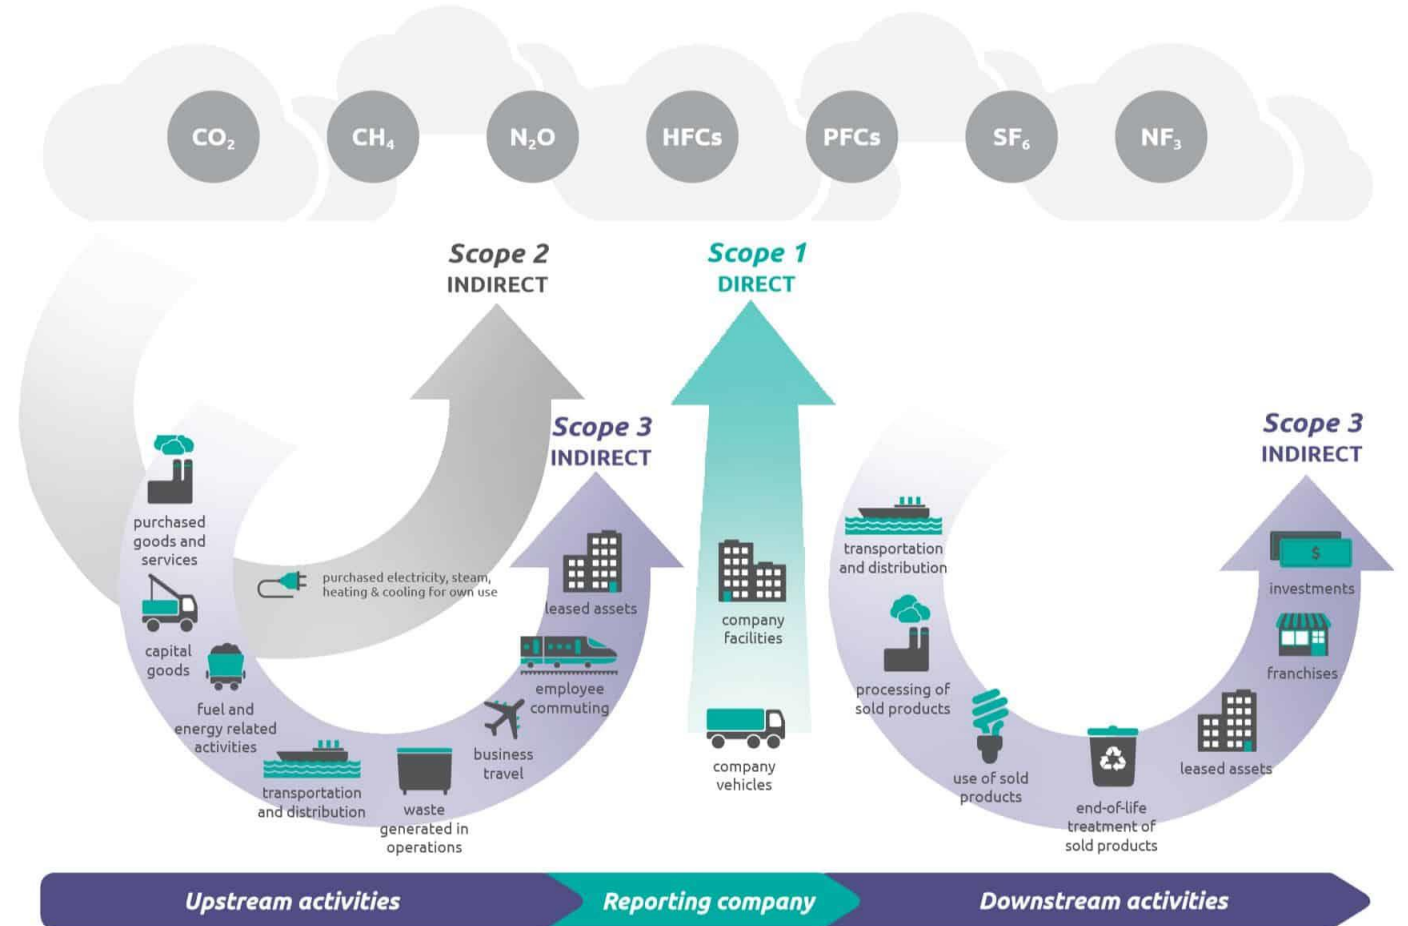 CO₂
CH₄
N₂O
HFCs
PFCs
SF₆
NF₃
Scope 2
INDIRECT
Scope 1
DIRECT
Scope 3
INDIRECT
Scope 3
INDIRECT
purchased
goods and
services
capital
goods
fuel and
energy related
activities
transportation
and distribution
waste
generated in
operations
business
travel
employee
commuting
leased assets
purchased electricity, steam,
heating & cooling for own use
company
facilities
company
vehicles
transportation
and distribution
processing of
sold products
use of sold
products
end-of-life
treatment of
sold products
leased assets
franchises
$
investments
Upstream activities
Reporting company
Downstream activities